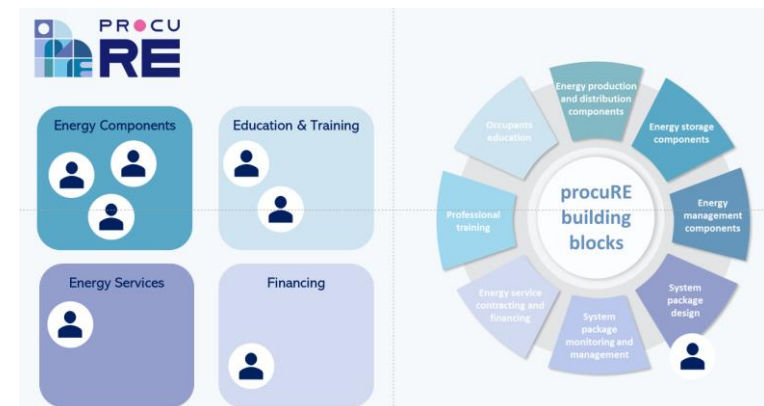 PROCU
RE
Energy Components
Education & Training
Energy Services
Financing
Energy production
and distribution
components
Energy storage
components
Energy
management
components
System
package
design
System
package
monitoring and
management
Energy service
contracting and
financing
Professional
training
Occupants
education
procuRE
building
blocks